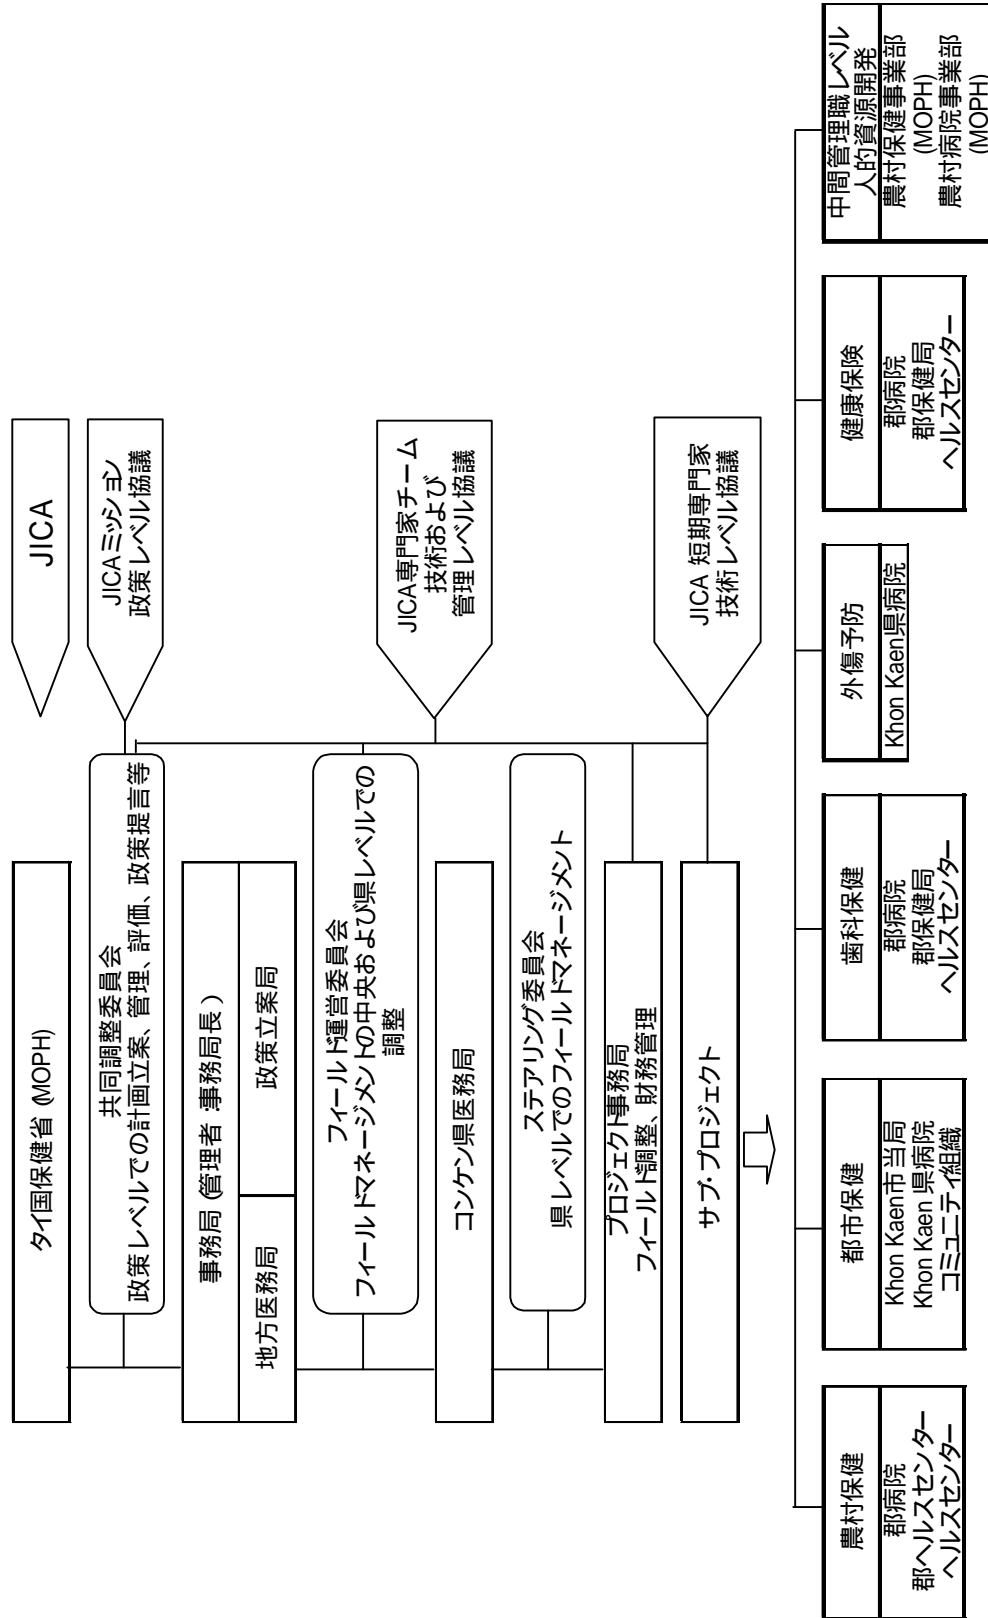 タイ国保健省 (MOPH)
JICA
共同調整委員会
政策レベルでの計画立案、管理、評価、政策提言等
JICAミッション
政策レベル協議
事務局 (管理者:事務局長)
地方医務局
政策立案局
フィールド運営委員会
フィールドマネージメントの中央および県レベルでの
調整
JICA専門家チーム
技術および
管理レベル協議
コンケン県医務局
ステアリング委員会
県レベルでのフィールドマネージメント
プロジェクト事務局
フィールド調整、財務管理
サブ・プロジェクト
JICA 短期専門家
技術レベル協議
農村保健
郡病院
郡ヘルスセンター
ヘルスセンター
都市保健
Khon Kaen市当局
Khon Kaen 県病院
コミュニティ組織
歯科保健
郡病院
郡保健局
ヘルスセンター
外傷予防
Khon Kaen県病院
健康保険
郡病院
郡保健局
ヘルスセンター
中間管理職レベル
人的資源開発
農村保健事業部
(MOPH)
農村病院事業部
(MOPH)